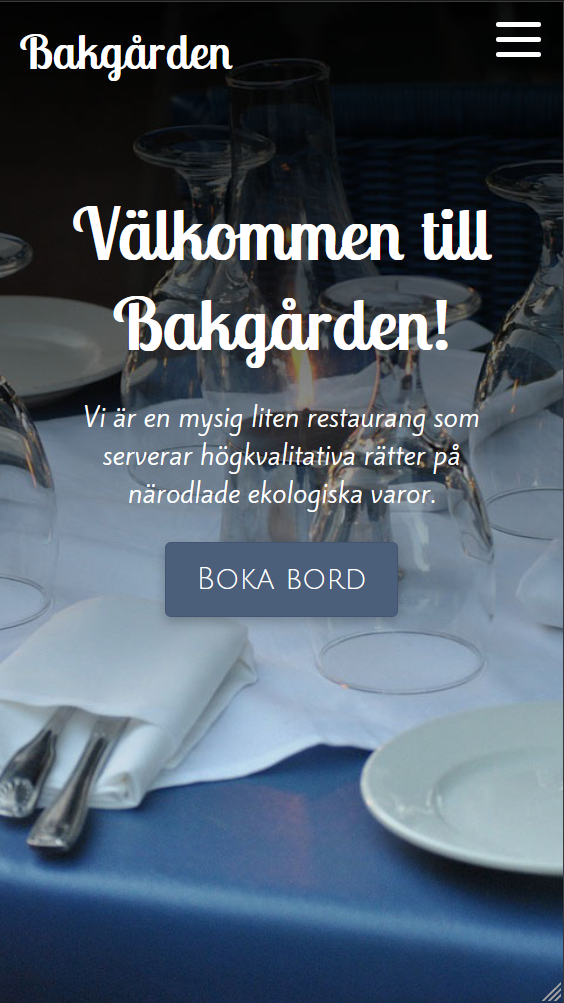 Bakgården
Välkommen till
Bakgården!
Vi är en mysig liten restaurang som
serverar högkvalitativa rätter på
närodlade ekologiska varor.
Boka bord